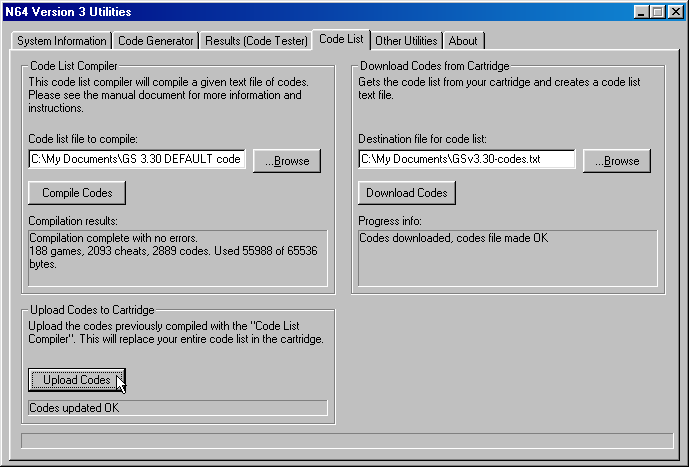 N64 Version 3 Utilities
System Information
Code Generator
Results (Code Tester)
Code List
Other Utilities
About
Code List Compiler
This code list compiler will compile a given text file of codes.
Please see the manual document for more information and
instructions.
Code list file to compile:
C:\My Documents\GS 3.30 DEFAULT code
...Browse
Compile Codes
Compilation results:
Compilation complete with no errors.
188 games, 2093 cheats, 2889 codes. Used 55988 of 65536
bytes.
Download Codes from Cartridge
Gets the code list from your cartridge and creates a code list
text file.
Destination file for code list:
C:\My Documents\GSv3.30-codes.txt
...Browse
Download Codes
Progress info:
Codes downloaded, codes file made OK
Upload Codes to Cartridge
Upload the codes previously compiled with the "Code List
Compiler". This will replace your entire code list in the cartridge.
Upload Codes
Codes updated OK